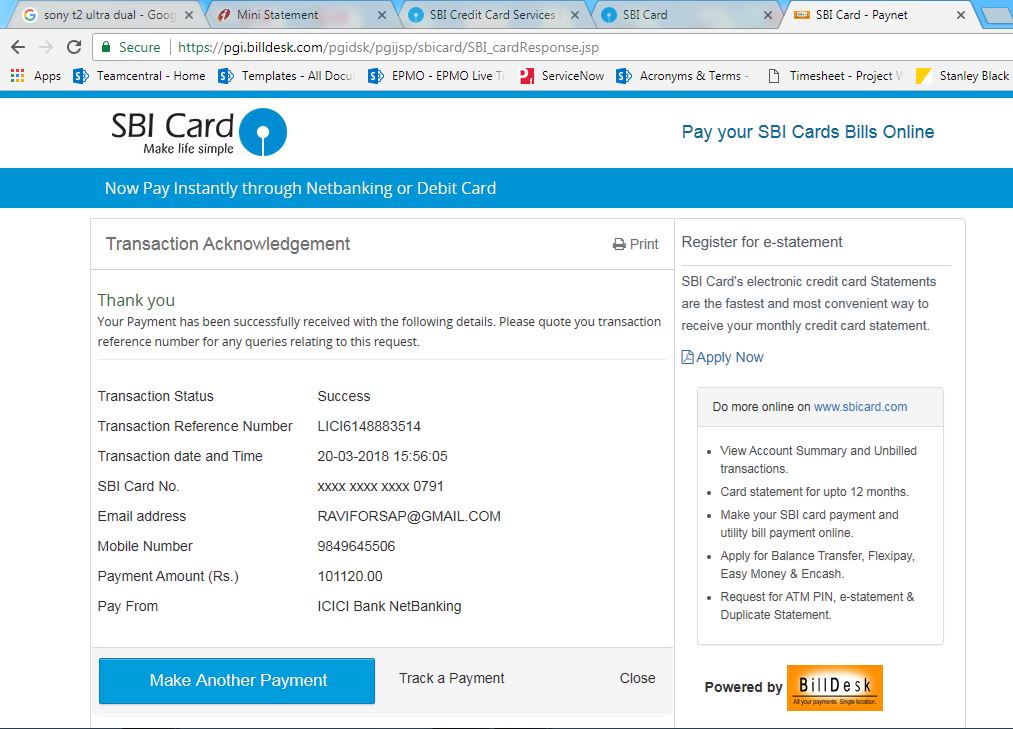 sony t2 ultra dual - Goog
Mini Statement
SBI Credit Card Services
SBI Card
SBI Card - Paynet
Secure
https://pgi.billdesk.com/pgidsk/pgijsp/sbicard/SBI_cardResponse.jsp
Apps
Teamcentral - Home
Templates - All Docu
EPMO - EPMO Live T
ServiceNow
Acronyms & Terms -
Timesheet - Project
Stanley Black
SBI Card
Make life simple
Pay your SBI Cards Bills Online
Now Pay Instantly through Netbanking or Debit Card
Transaction Acknowledgement
Print
Thank you
Your Payment has been successfully received with the following details. Please quote you transaction
reference number for any queries relating to this request.
Transaction Status Success
Transaction Reference Number LICI6148883514
Transaction date and Time 20-03-2018 15:56:05
SBI Card No. xxxx xxxx xxxx 0791
Email address RAVIFORSAP@GMAIL.COM
Mobile Number 9849645506
Payment Amount (Rs.) 101120.00
Pay From ICICI Bank NetBanking
Make Another Payment
Track a Payment
Close
Register for e-statement
SBI Card's electronic credit card Statements
are the fastest and most convenient way to
receive your monthly credit card statement.
Apply Now
Do more online on www.sbicard.com
View Account Summary and Unbilled
transactions.
Card statement for upto 12 months.
Make your SBI card payment and
utility bill payment online.
Apply for Balance Transfer, Flexipay,
Easy Money & Encash.
Request for ATM PIN, e-statement &
Duplicate Statement.
Powered by
BillDesk
All your payments. Single location.